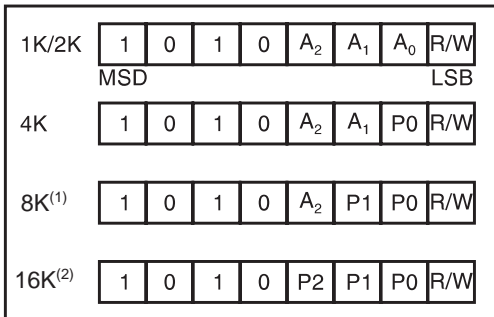 1K/2K 1 0 1 0 A₂ A₁ A₀ R/W
MSD LSB
4K 1 0 1 0 A₂ A₁ P0 R/W
8K⁽¹⁾ 1 0 1 0 A₂ P1 P0 R/W
16K⁽²⁾ 1 0 1 0 P2 P1 P0 R/W